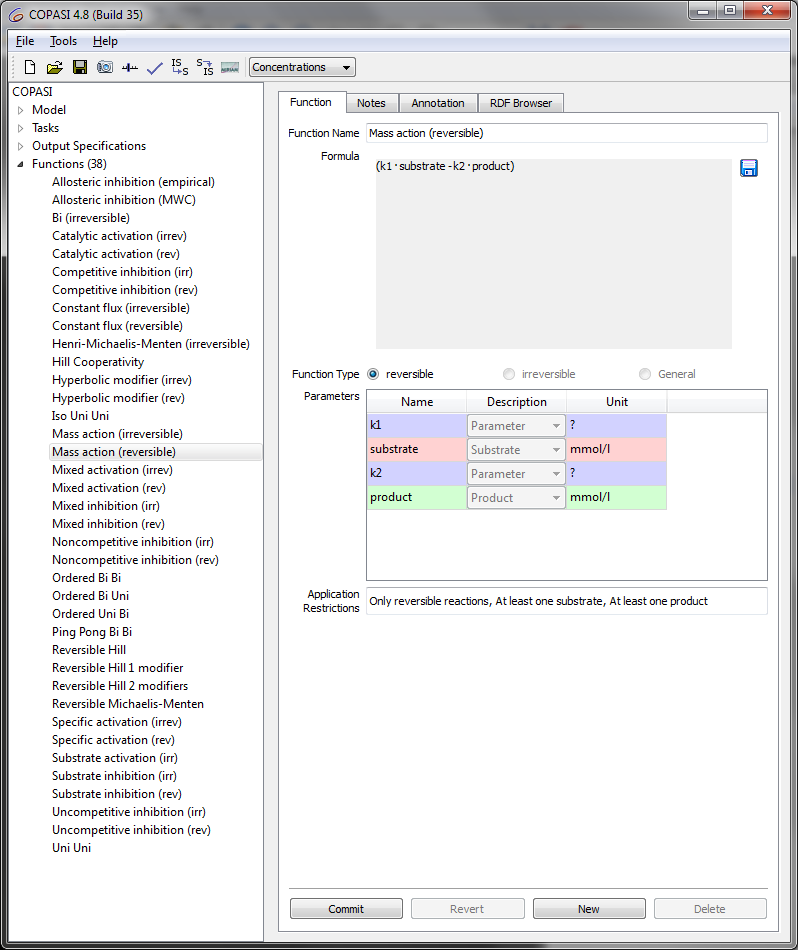 COPASI 4.8 (Build 35)
File Tools Help
IS S S IS Concentrations
COPASI
Model
Tasks
Output Specifications
Functions (38)
Allosteric inhibition (empirical)
Allosteric inhibition (MWC)
Bi (irreversible)
Catalytic activation (irrev)
Catalytic activation (rev)
Competitive inhibition (irr)
Competitive inhibition (rev)
Constant flux (irreversible)
Constant flux (reversible)
Henri-Michaelis-Menten (irreversible)
Hill Cooperativity
Hyperbolic modifier (irrev)
Hyperbolic modifier (rev)
Iso Uni Uni
Mass action (irreversible)
Mass action (reversible)
Mixed activation (irrev)
Mixed activation (rev)
Mixed inhibition (irr)
Mixed inhibition (rev)
Noncompetitive inhibition (irr)
Noncompetitive inhibition (rev)
Ordered Bi Bi
Ordered Bi Uni
Ordered Uni Bi
Ping Pong Bi Bi
Reversible Hill
Reversible Hill 1 modifier
Reversible Hill 2 modifiers
Reversible Michaelis-Menten
Specific activation (irrev)
Specific activation (rev)
Substrate activation (irr)
Substrate inhibition (irr)
Substrate inhibition (rev)
Uncompetitive inhibition (irr)
Uncompetitive inhibition (rev)
Uni Uni
Function Notes Annotation RDF Browser
Function Name Mass action (reversible)
Formula
(k1·substrate-k2·product)
Function Type reversible irreversible General
Parameters
Name Description Unit
k1 Parameter ?
substrate Substrate mmol/l
k2 Parameter ?
product Product mmol/l
Application
Restrictions
Only reversible reactions, At least one substrate, At least one product
Commit Revert New Delete